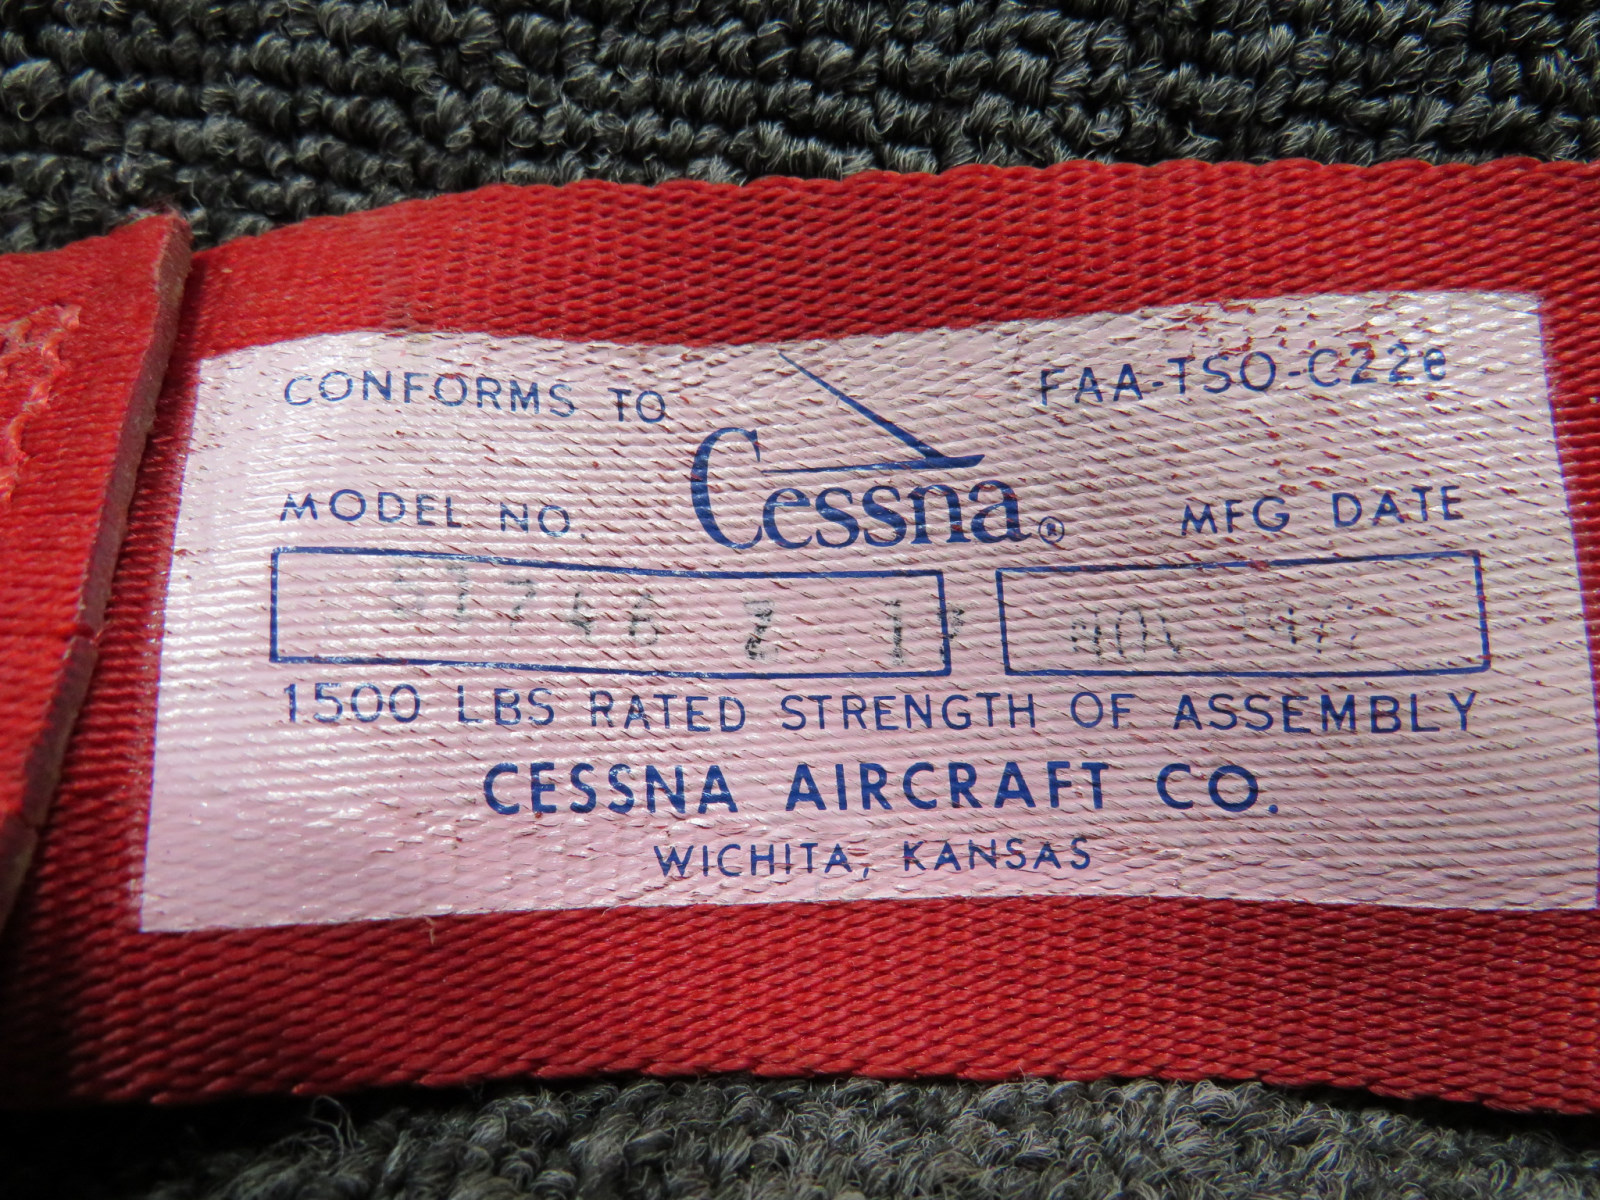 CONFORMS TO FAA-TSO-C22e
Cessna®
MODEL NO. MFG DATE
1500 LBS RATED STRENGTH OF ASSEMBLY
CESSNA AIRCRAFT CO.
WICHITA, KANSAS